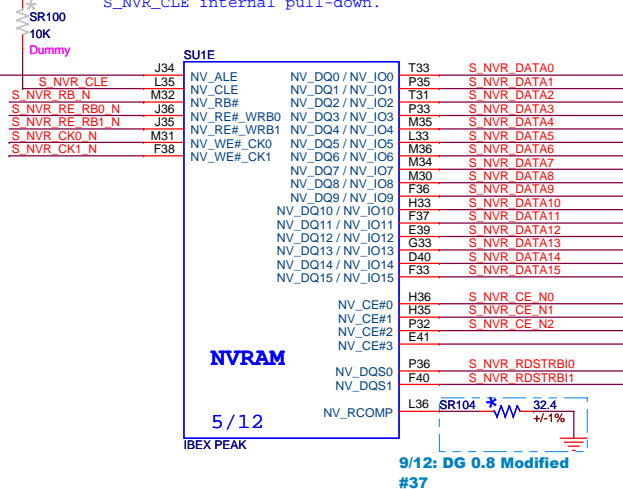 S_NVR_CLE internal pull-down.
*
SR100
10K
Dummy
SU1E
J34 NV_ALE NV_DQ0 / NV_IO0 T33 S_NVR_DATA0
S_NVR_CLE L35 NV_CLE NV_DQ1 / NV_IO1 P35 S_NVR_DATA1
S_NVR_RB_N M32 NV_RB# NV_DQ2 / NV_IO2 T31 S_NVR_DATA2
S_NVR_RE_RB0_N J36 NV_RE#_WRB0 NV_DQ3 / NV_IO3 P33 S_NVR_DATA3
S_NVR_RE_RB1_N J35 NV_RE#_WRB1 NV_DQ4 / NV_IO4 M35 S_NVR_DATA4
S_NVR_CK0_N M31 NV_WE#_CK0 NV_DQ5 / NV_IO5 L33 S_NVR_DATA5
S_NVR_CK1_N F38 NV_WE#_CK1 NV_DQ6 / NV_IO6 M36 S_NVR_DATA6
NV_DQ7 / NV_IO7 M34 S_NVR_DATA7
NV_DQ8 / NV_IO8 M30 S_NVR_DATA8
NV_DQ9 / NV_IO9 F36 S_NVR_DATA9
NV_DQ10 / NV_IO10 H33 S_NVR_DATA10
NV_DQ11 / NV_IO11 F37 S_NVR_DATA11
NV_DQ12 / NV_IO12 E39 S_NVR_DATA12
NV_DQ13 / NV_IO13 G33 S_NVR_DATA13
NV_DQ14 / NV_IO14 D40 S_NVR_DATA14
NV_DQ15 / NV_IO15 F33 S_NVR_DATA15
NV_CE#0 H36 S_NVR_CE_N0
NV_CE#1 H35 S_NVR_CE_N1
NV_CE#2 P32 S_NVR_CE_N2
NV_CE#3 E41
NVRAM
NV_DQS0 P36 S_NVR_RDSTRBI0
NV_DQS1 F40 S_NVR_RDSTRBI1
NV_RCOMP L36 SR104 * 32.4
+/-1%
5/12
IBEX PEAK
9/12: DG 0.8 Modified
#37